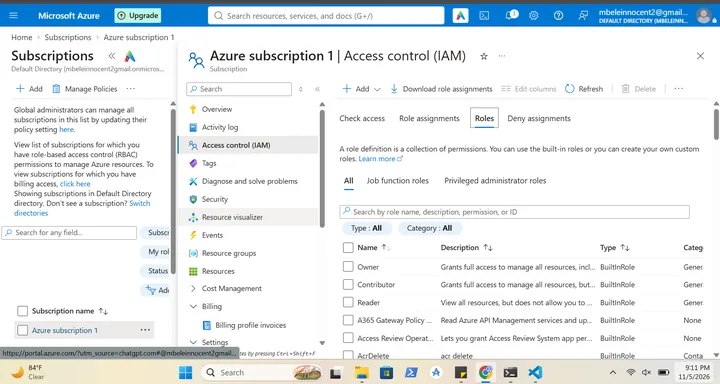 Microsoft Azure
Upgrade
Search resources, services, and docs (G+/)
1
mbeleinnocent2@gmail....
DEFAULT DIRECTORY (MBELEINN...
Home > Subscriptions > Azure subscription 1
Subscriptions
Default Directory (mbeleinnocent2gmail.onmicros...
Add
Manage Policies
...
Global administrators can manage all
subscriptions in this list by updating their
policy setting here.
View list of subscriptions for which you
have role-based access control (RBAC)
permissions to manage Azure resources. To
view subscriptions for which you have
billing access, click here
Showing subscriptions in Default Directory
directory. Don't see a subscription? Switch
directories
Search for any field...
Subscr
My rol
Status
Ad
Subscription name
Azure subscription 1
...
https://portal.azure.com/?utm_source=chatgpt.com#@mbeleinnocent2gmail...
Azure subscription 1 | Access control (IAM)
...
Subscription
Search
Overview
Activity log
Access control (IAM)
Tags
Diagnose and solve problems
Security
Resource visualizer
Events
Resource groups
Resources
Cost Management
Billing
Billing profile invoices
Settings
by pressing Ctrl+Shift+F
Add
Download role assignments
Edit columns
Refresh
Delete
...
Check access
Role assignments
Roles
Deny assignments
A role definition is a collection of permissions. You can use the built-in roles or you can create your own custom
roles. Learn more
All
Job function roles
Privileged administrator roles
Search by role name, description, permission, or ID
Type : All
Category : All
Name
Description
Type
Categ
Owner
Grants full access to manage all resources, incl...
BuiltInRole
Gener
Contributor
Grants full access to manage all resources, but...
BuiltInRole
Gener
Reader
View all resources, but does not allow you to ...
BuiltInRole
Gener
A365 Gateway Policy ...
Read Azure API Management services and up...
BuiltInRole
None
Access Review Operat...
Lets you grant Access Review System app per...
BuiltInRole
None
AcrDelete
acr delete
BuiltInRole
Contai
84°F
Clear
Search
9:11 PM
11/5/2026